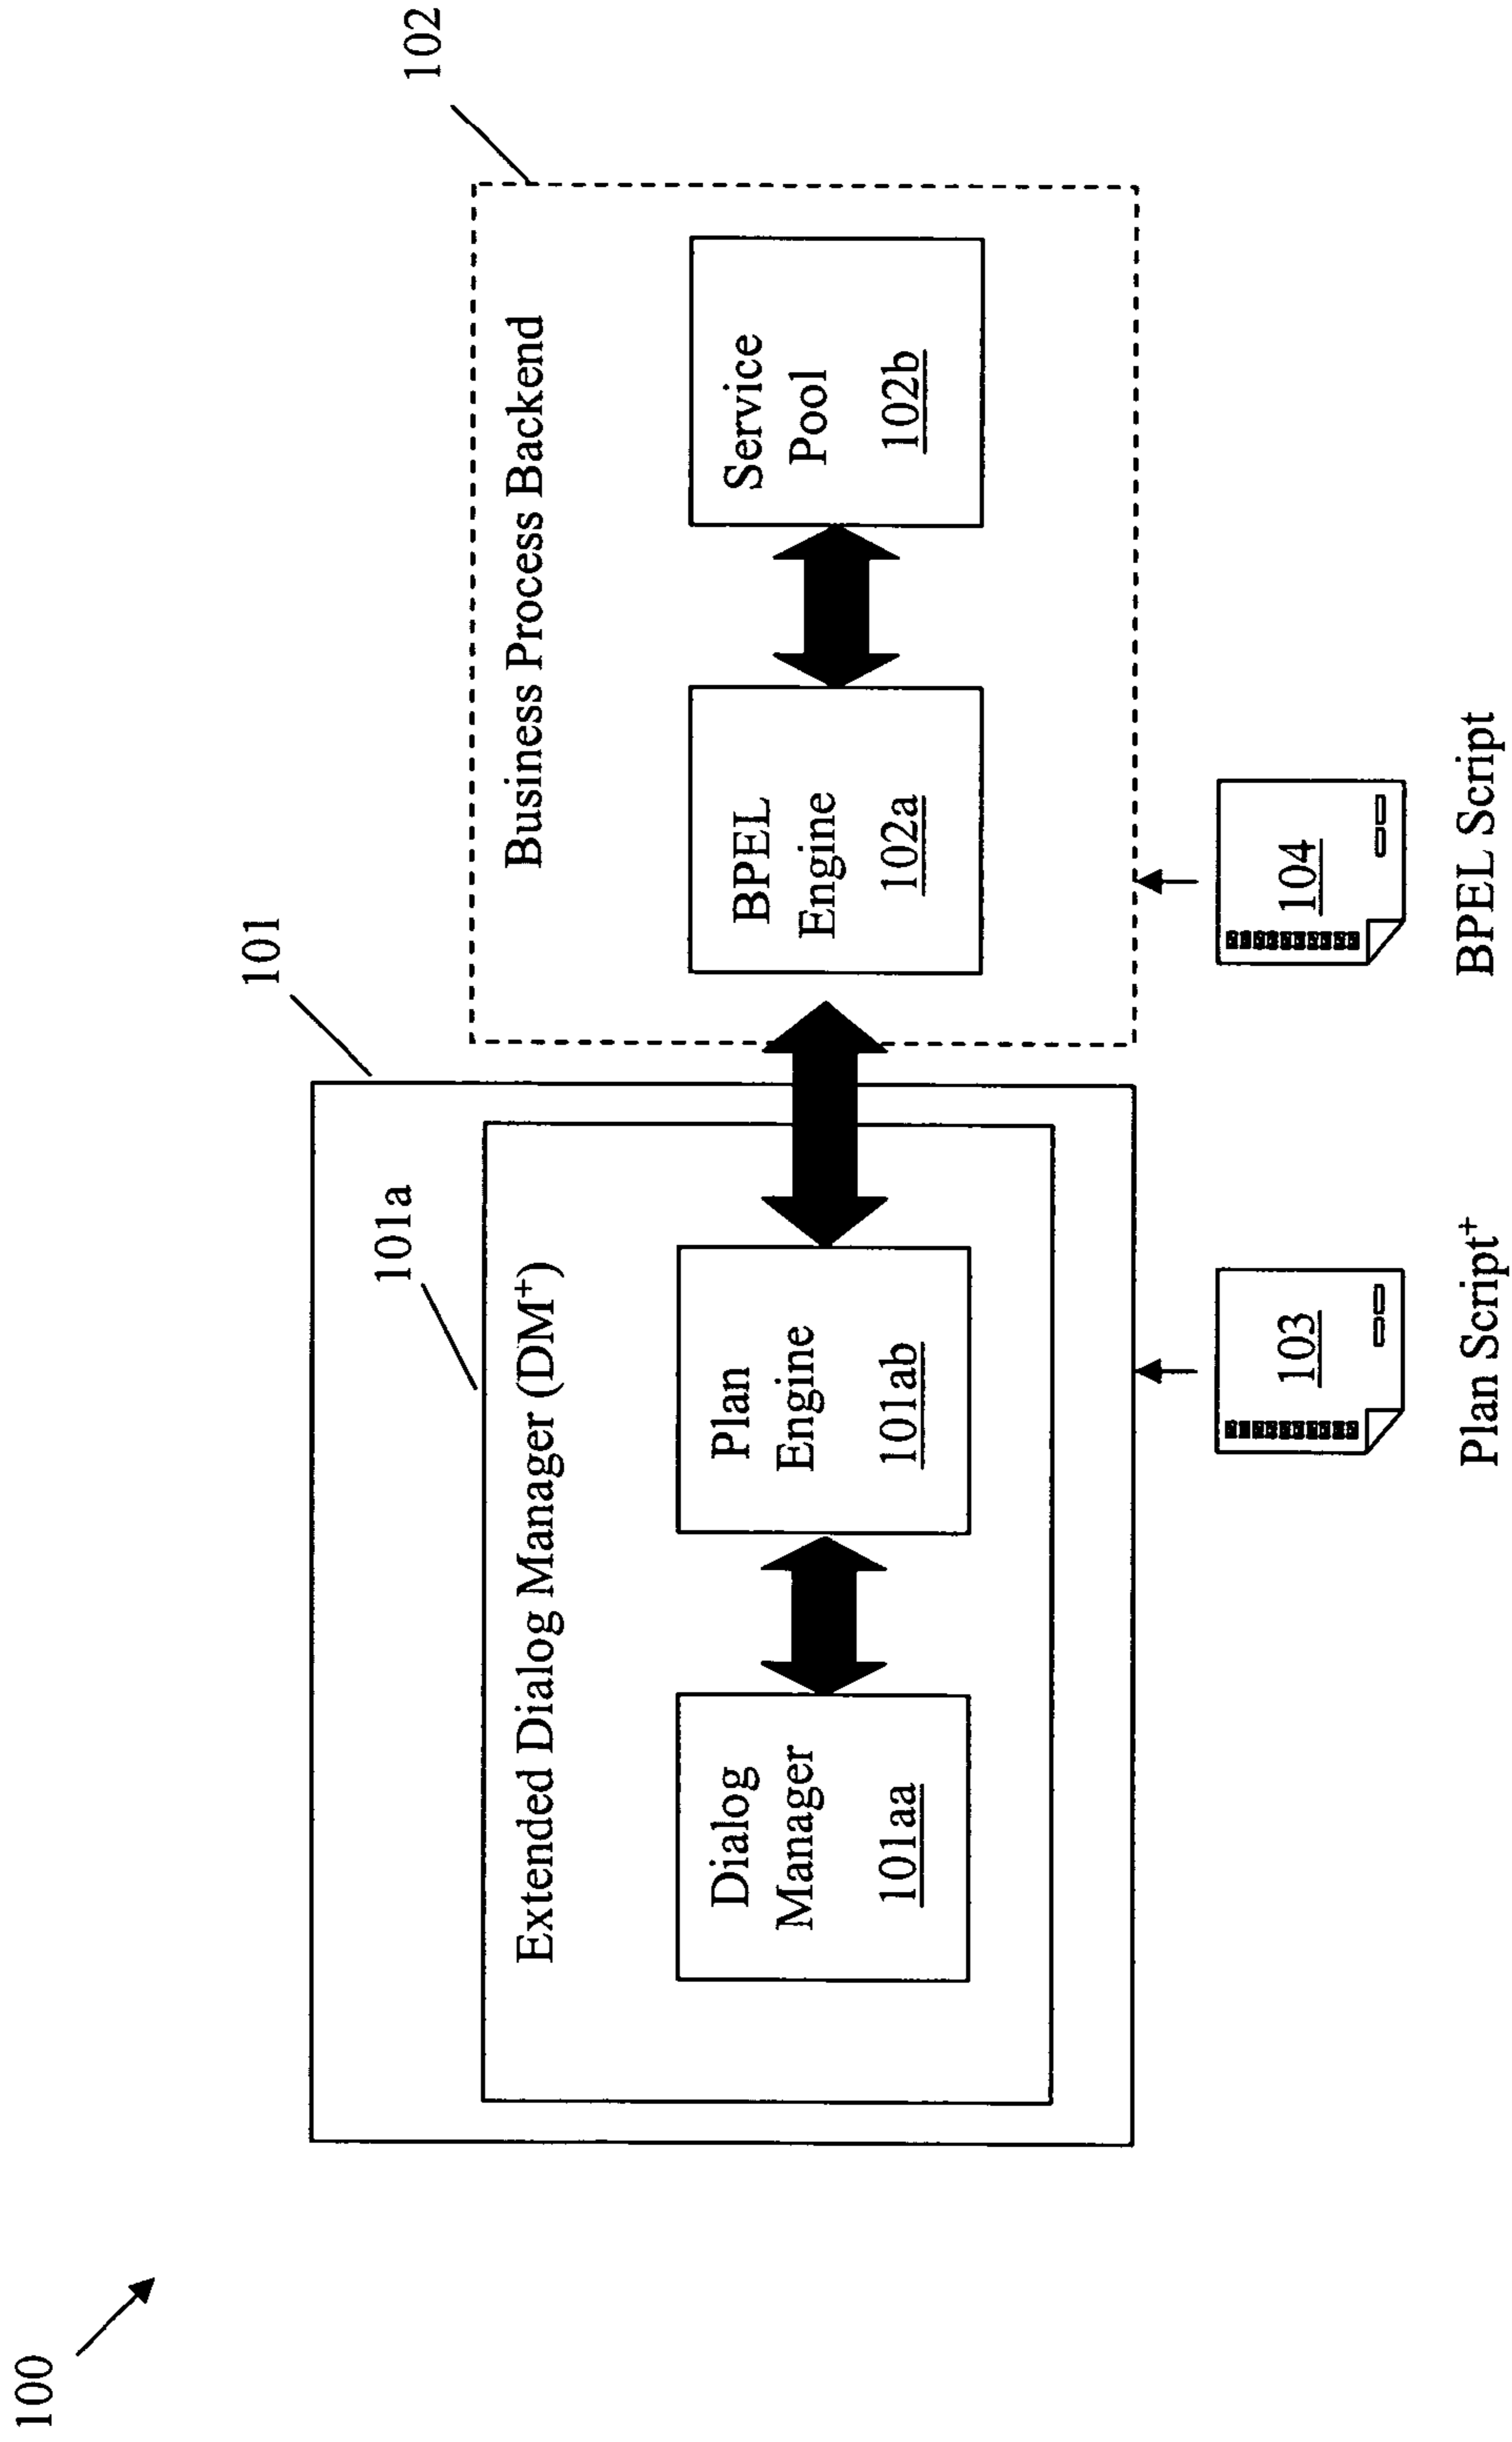 100
101
102
101a
Extended Dialog Manager (DM+)
Business Process Backend
Dialog
Manager
101aa
Plan
Engine
101ab
BPEL
Engine
102a
Service
Pool
102b
103
104
Plan Script+
BPEL Script